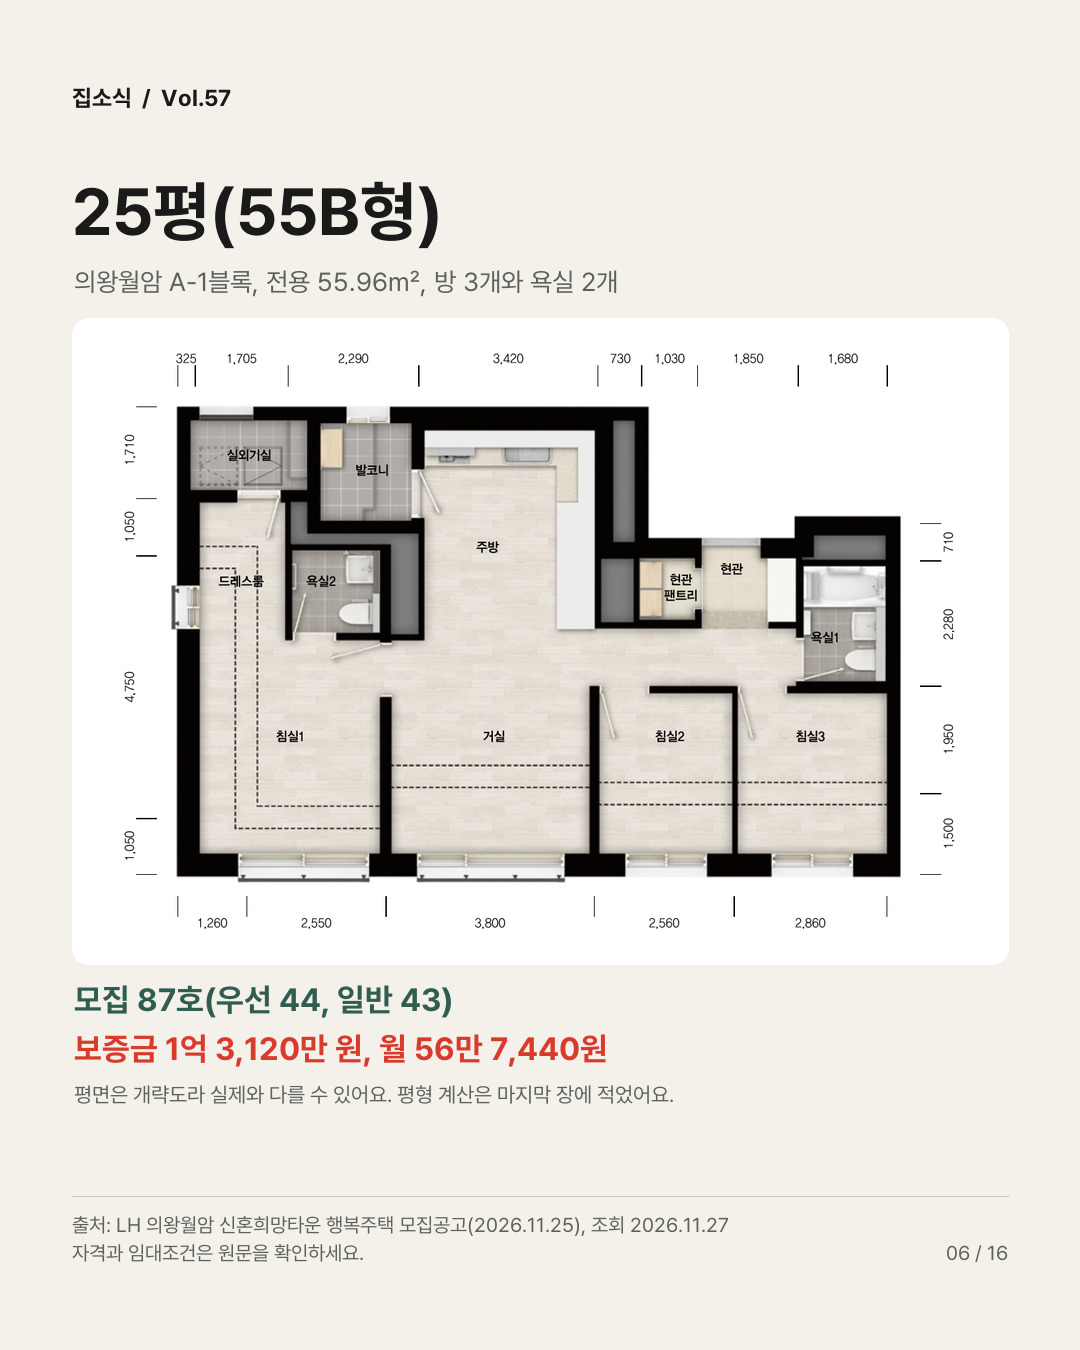 집소식 / Vol.57
25평(55B형)
의왕월암 A-1블록, 전용 55.96m², 방 3개와 욕실 2개
325 1,705 2,290 3,420 730 1,030 1,850 1,680
1,710
1,050
4,750
1,050
710
2,280
1,950
1,500
실외기실
발코니
주방
드레스룸
욕실2
현관
팬트리
현관
욕실1
침실1
거실
침실2
침실3
1,260 2,550 3,800 2,560 2,860
모집 87호(우선 44, 일반 43)
보증금 1억 3,120만 원, 월 56만 7,440원
평면은 개략도라 실제와 다를 수 있어요. 평형 계산은 마지막 장에 적었어요.
출처: LH 의왕월암 신혼희망타운 행복주택 모집공고(2026.11.25), 조회 2026.11.27
자격과 임대조건은 원문을 확인하세요.
06 / 16